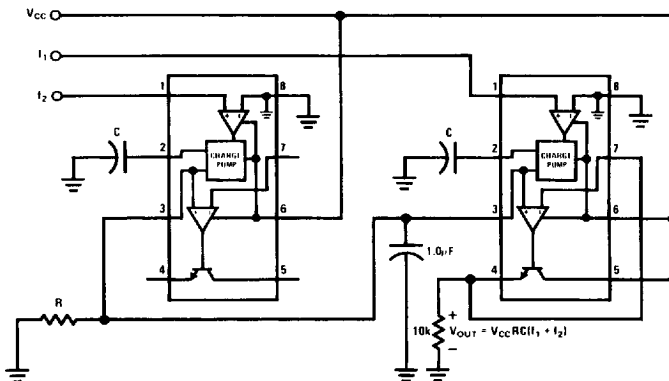 VCC
f1
f2
1
8
C
2
CHARGE
PUMP
7
3
6
4
5
R
1
8
C
2
CHARGE
PUMP
7
3
6
1.0µF
4
5
10k
+
VOUT = VCCRC(f1 + f2)
−